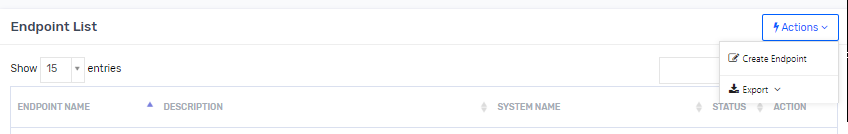 Endpoint List
Actions
Show 15 entries
Create Endpoint
Export
ENDPOINT NAME DESCRIPTION SYSTEM NAME STATUS ACTION